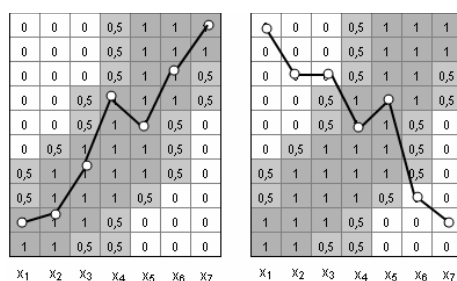 0 0 0 0,5 1 1
0 0 0 0,5 1 1 1
0 0 0 0,5 1 1 0,5
0 0 0,5 1 1 0,5
0 0 0,5 1 0,5 0
0 0,5 1 1 1 0,5 0
0,5 1 1 1 0,5 0
0,5 1 1 1 0,5 0 0
1 1 0,5 0 0 0
1 1 0,5 0,5 0 0 0
X1 X2 X3 X4 X5 X6 X7
0 0 0,5 1 1 1
0 0 0 0,5 1 1 1
0 0,5 1 1 0,5
0 0 0,5 1 1 0,5
0 0 0,5 1 0,5 0
0 0,5 1 1 1 0,5 0
0,5 1 1 1 1 0,5 0
0,5 1 1 1 0,5 0
1 1 1 0,5 0 0
1 1 0,5 0,5 0 0 0
X1 X2 X3 X4 X5 X6 X7